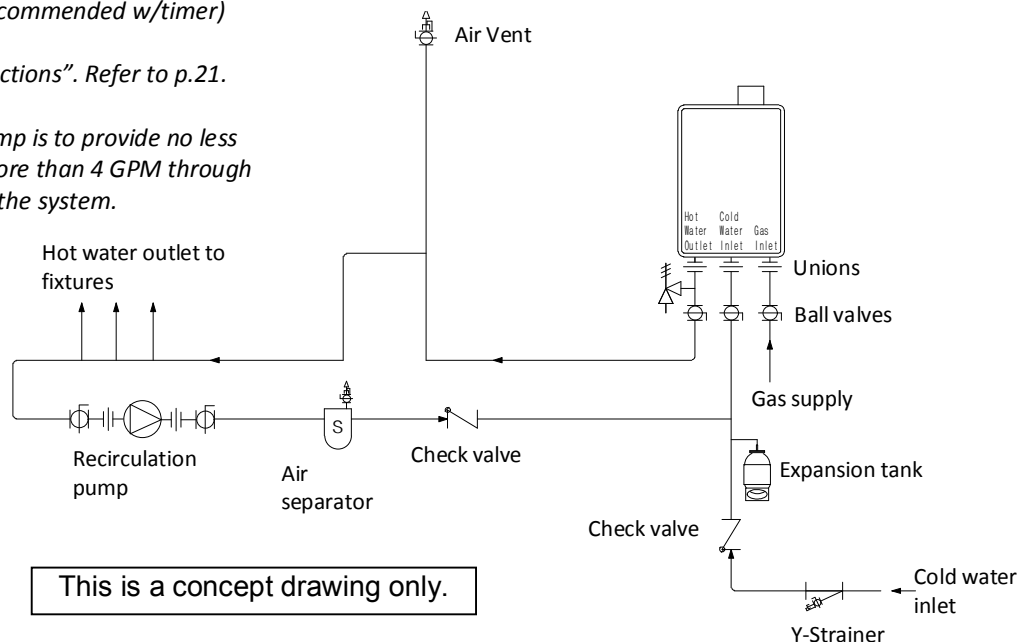 commended w/timer)
ctions”. Refer to p.21.
mp is to provide no less
ore than 4 GPM through
the system.
Air Vent
Hot
Water
Outlet
Cold
Water
Inlet
Gas
Inlet
Hot water outlet to
fixtures
Unions
Ball valves
Gas supply
Recirculation
pump
S
Air
separator
Check valve
Expansion tank
Check valve
This is a concept drawing only.
Cold water
inlet
Y-Strainer